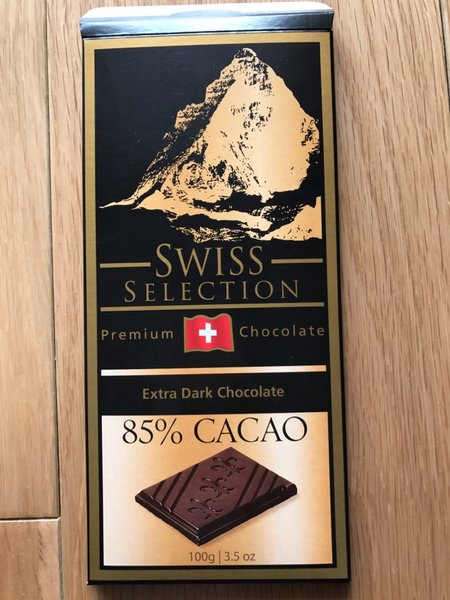 SWISS
SELECTION
Premium Chocolate
Extra Dark Chocolate
85% CACAO
100g | 3.5 oz